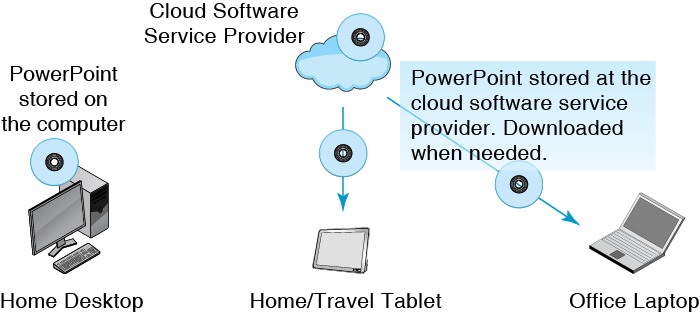 Cloud Software
Service Provider
PowerPoint
stored on
the computer
PowerPoint stored at the
cloud software service
provider. Downloaded
when needed.
Home Desktop
Home/Travel Tablet
Office Laptop